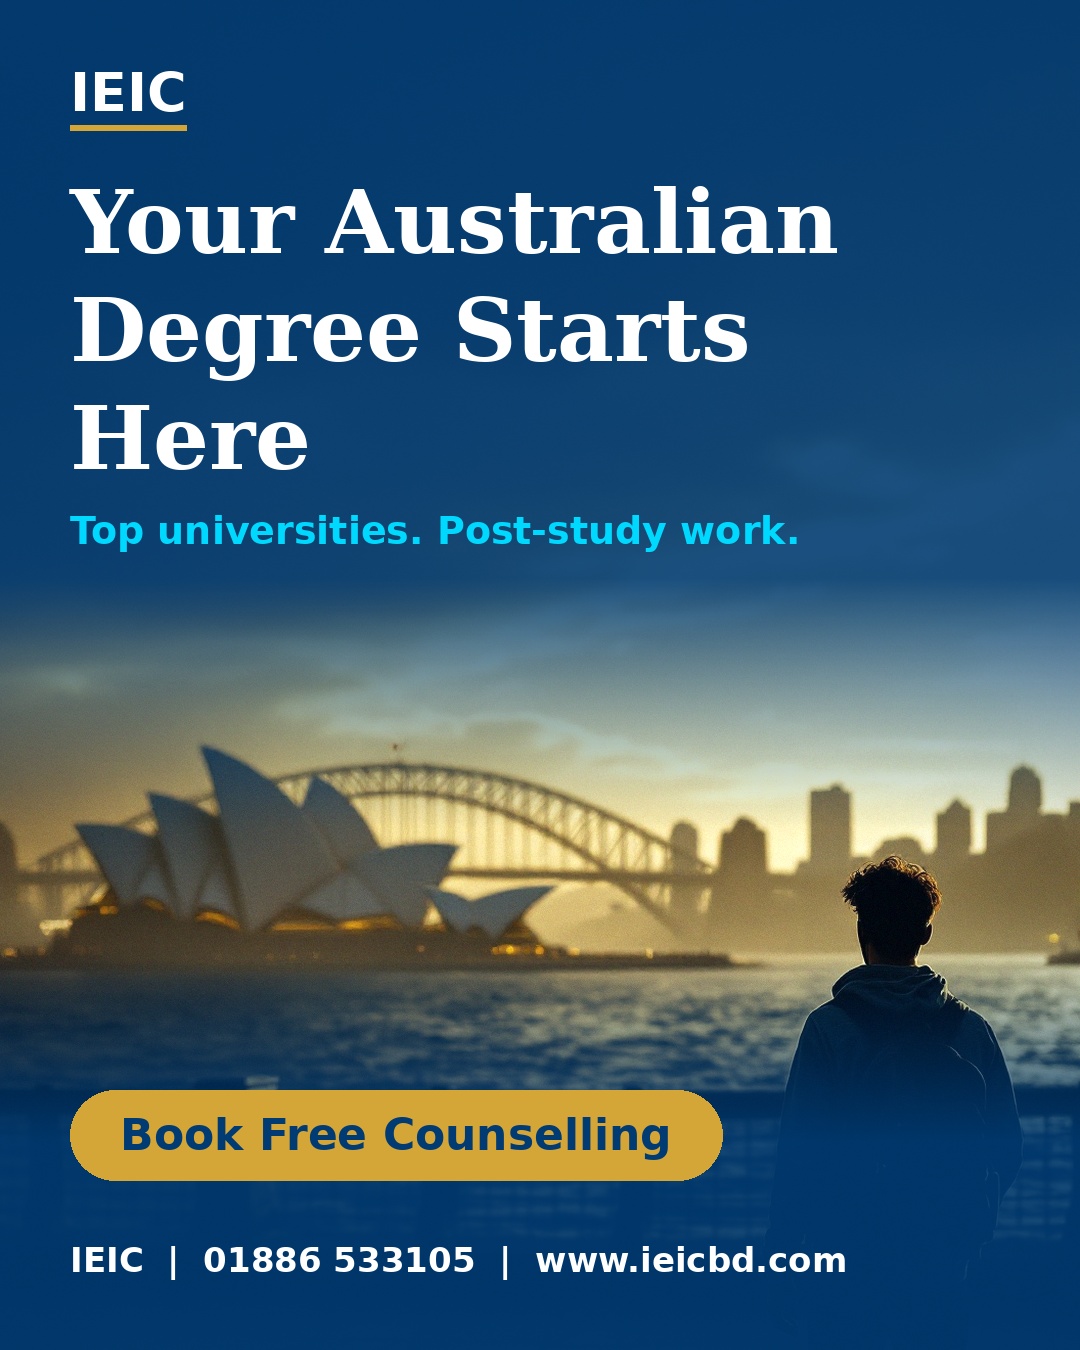 IEIC
Your Australian
Degree Starts
Here
Top universities. Post-study work.
Book Free Counselling
IEIC | 01886 533105 | www.ieicbd.com